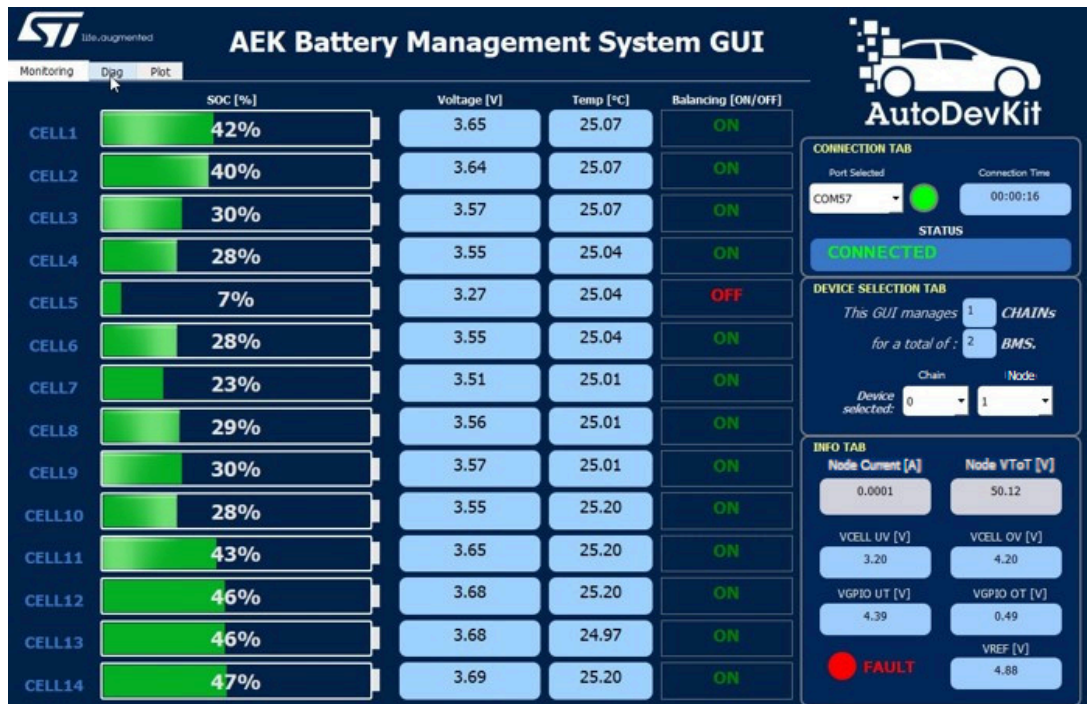 ST life.augmented
AEK Battery Management System GUI
Monitoring Diag Plot
SOC [%] Voltage [V] Temp [°C] Balancing [ON/OFF]
CELL1 42% 3.65 25.07 ON
CELL2 40% 3.64 25.07 ON
CELL3 30% 3.57 25.07 ON
CELL4 28% 3.55 25.04 ON
CELL5 7% 3.27 25.04 OFF
CELL6 28% 3.55 25.04 ON
CELL7 23% 3.51 25.01 ON
CELL8 29% 3.56 25.01 ON
CELL9 30% 3.57 25.01 ON
CELL10 28% 3.55 25.20 ON
CELL11 43% 3.65 25.20 ON
CELL12 46% 3.68 25.20 ON
CELL13 46% 3.68 24.97 ON
CELL14 47% 3.69 25.20 ON
AutoDevKit
CONNECTION TAB
Port Selected Connection Time
COM57 00:00:16
STATUS
CONNECTED
DEVICE SELECTION TAB
This GUI manages 1 CHAINs
for a total of : 2 BMS.
Chain Node
Device selected: 0 1
INFO TAB
Node Current [A] Node VToT [V]
0.0001 50.12
VCELL UV [V] VCELL OV [V]
3.20 4.20
VGPIO UT [V] VGPIO OT [V]
4.39 0.49
VREF [V]
FAULT 4.88